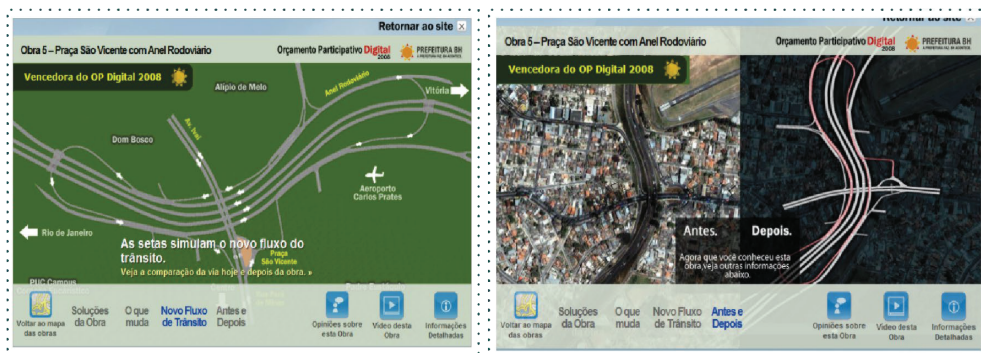 Retornar ao site
Obra 5 – Praça São Vicente com Anel Rodoviário
Orçamento Participativo Digital
2008
PREFEITURA BH
Vencedora do OP Digital 2008
Alípio de Melo
Anel Rodoviário
Vitória
Av. Ivaí
Dom Bosco
Aeroporto
Carlos Prates
Rio de Janeiro
As setas simulam o novo fluxo do
trânsito.
Veja a comparação da via hoje e depois da obra. »
Praça
São Vicente
PUC Campus
Voltar ao mapa
das obras
Soluções
da Obra
O que
muda
Novo Fluxo
de Trânsito
Antes e
Depois
Opiniões sobre
esta Obra
Vídeo desta
Obra
Informações
Detalhadas
Retornar ao site
Obra 5 – Praça São Vicente com Anel Rodoviário
Orçamento Participativo Digital
2008
PREFEITURA BH
Vencedora do OP Digital 2008
Antes.
Depois.
Agora que você conheceu esta
obra veja outras informações
abaixo.
Voltar ao mapa
das obras
Soluções
da Obra
O que
muda
Novo Fluxo
de Trânsito
Antes e
Depois
Opiniões sobre
esta Obra
Vídeo desta
Obra
Informações
Detalhadas